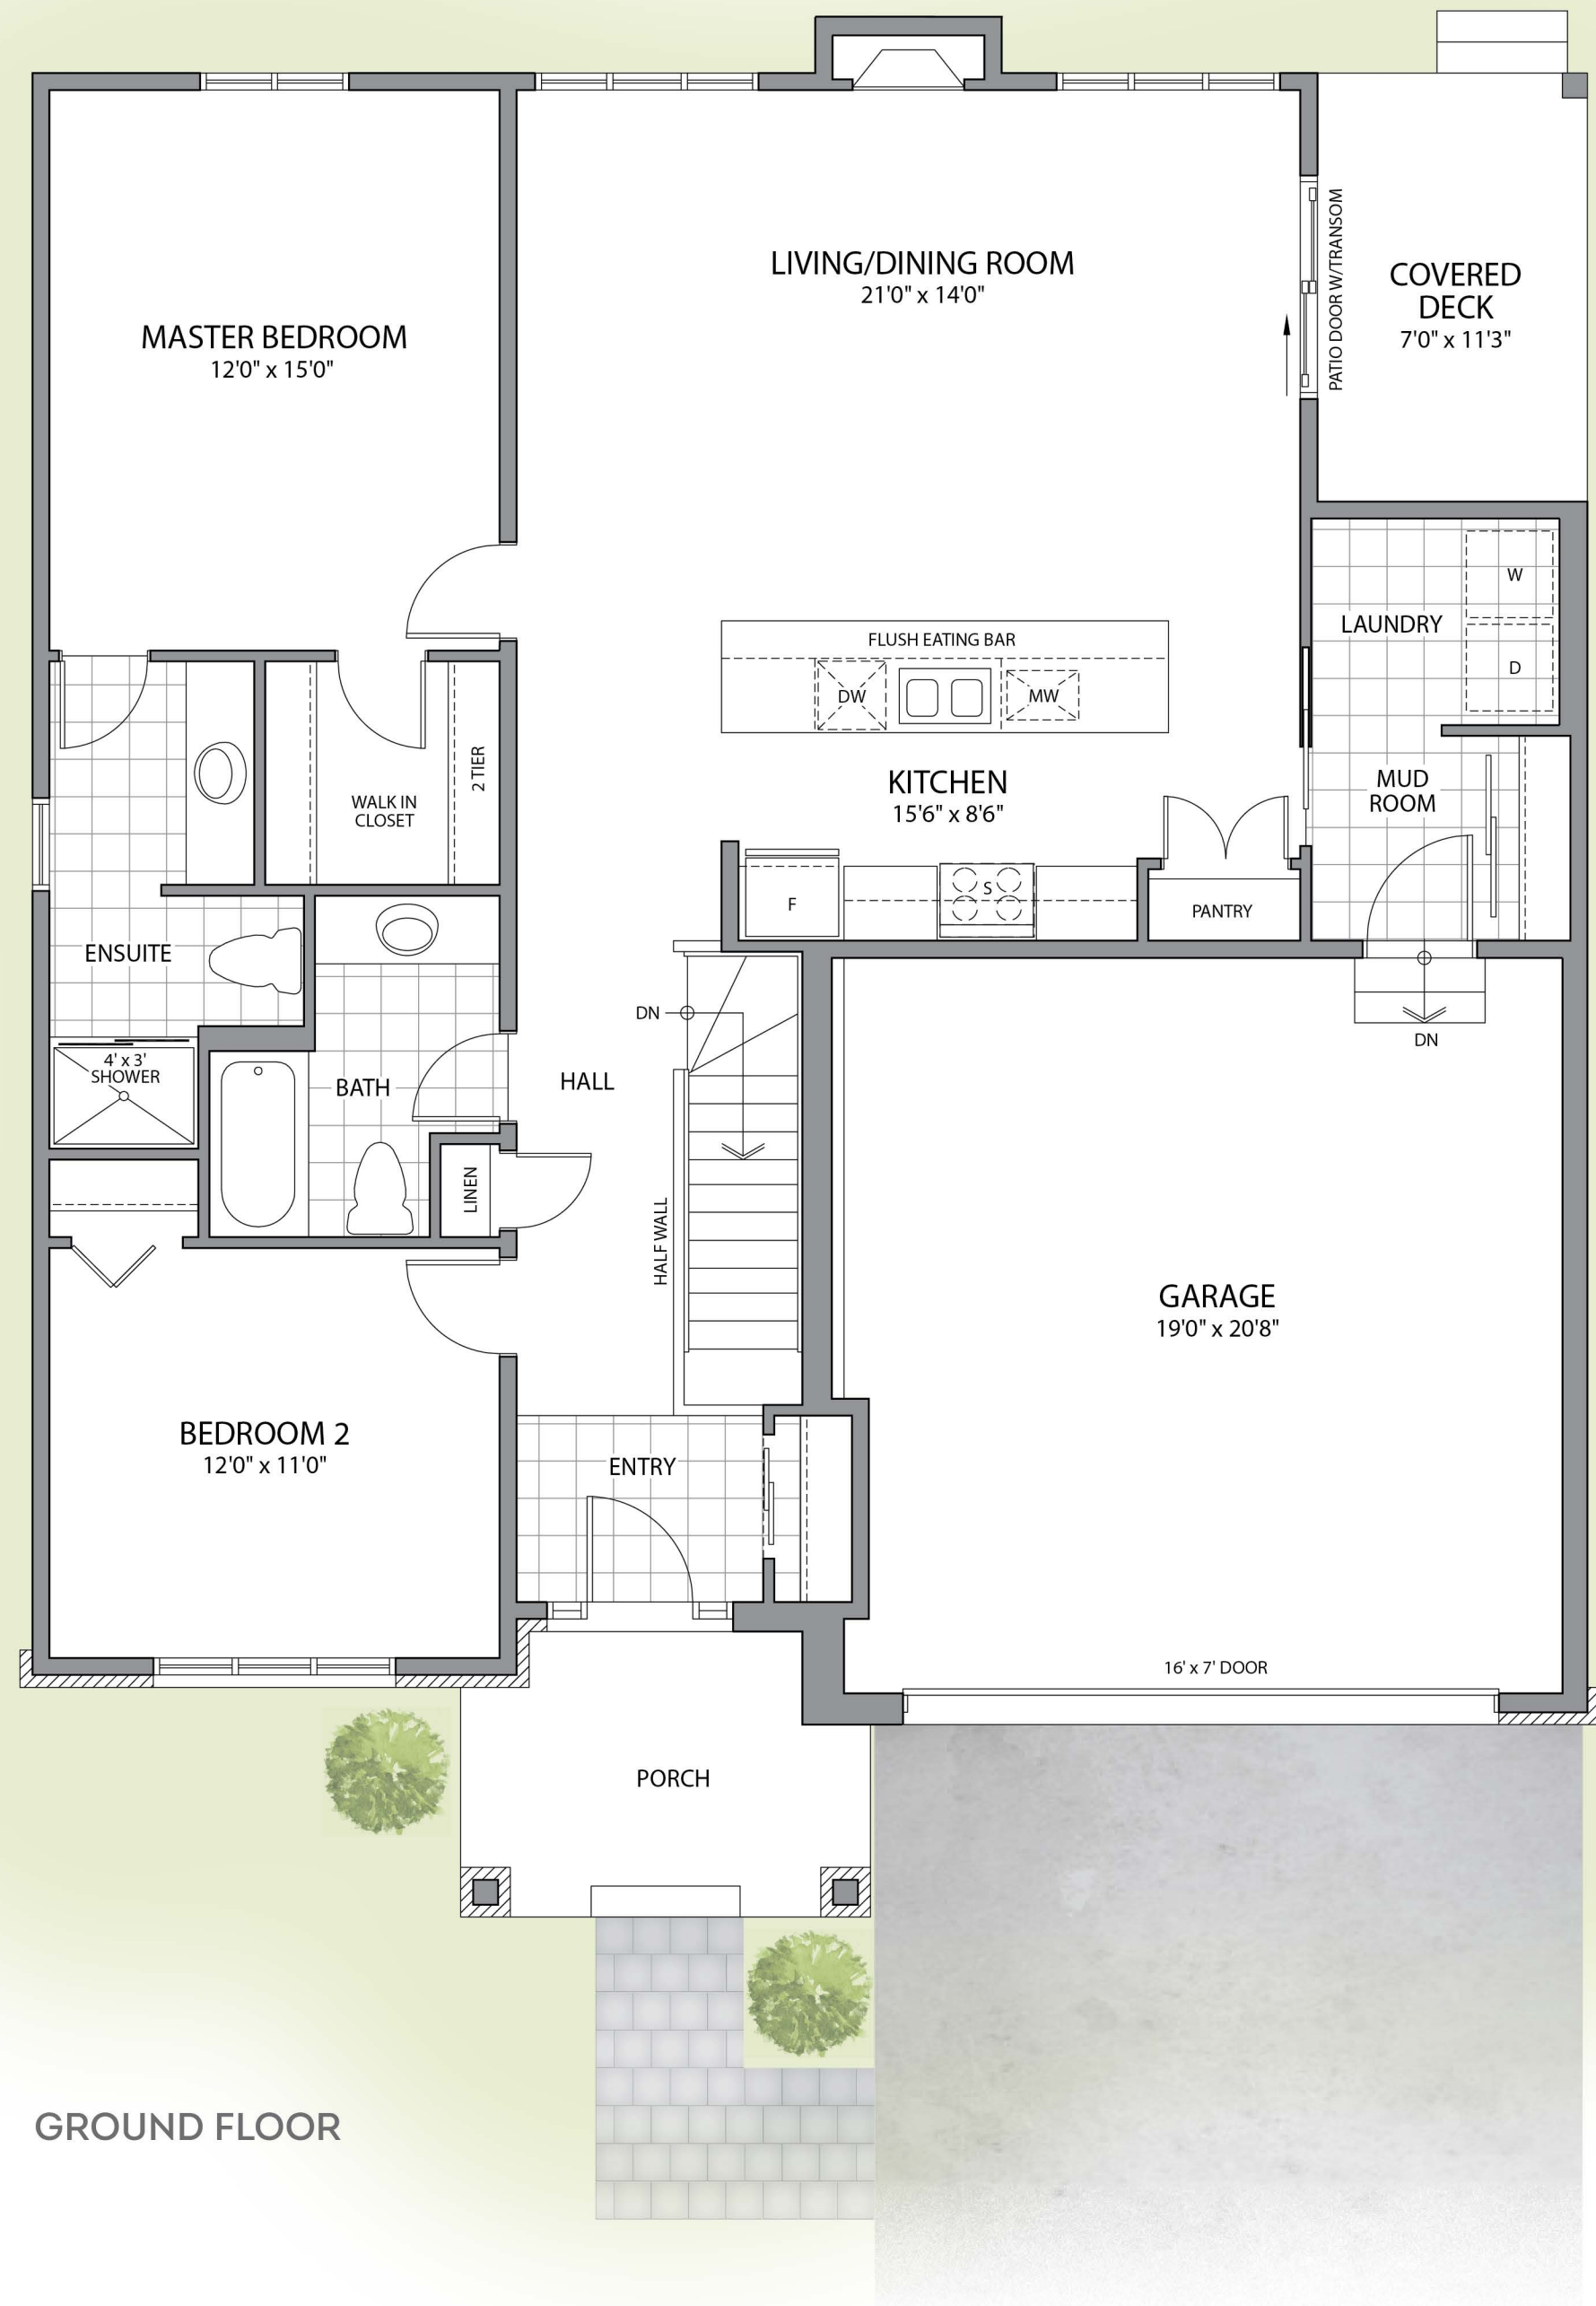 LIVING/DINING ROOM
21'0" x 14'0"
PATIO DOOR W/TRANSOM
COVERED
DECK
7'0" x 11'3"
MASTER BEDROOM
12'0" x 15'0"
W
LAUNDRY
D
FLUSH EATING BAR
DW
MW
2 TIER
WALK IN
CLOSET
KITCHEN
15'6" x 8'6"
MUD
ROOM
F
S
PANTRY
ENSUITE
DN
DN
4' x 3'
SHOWER
BATH
HALL
LINEN
HALF WALL
GARAGE
19'0" x 20'8"
BEDROOM 2
12'0" x 11'0"
ENTRY
16' x 7' DOOR
PORCH
GROUND FLOOR